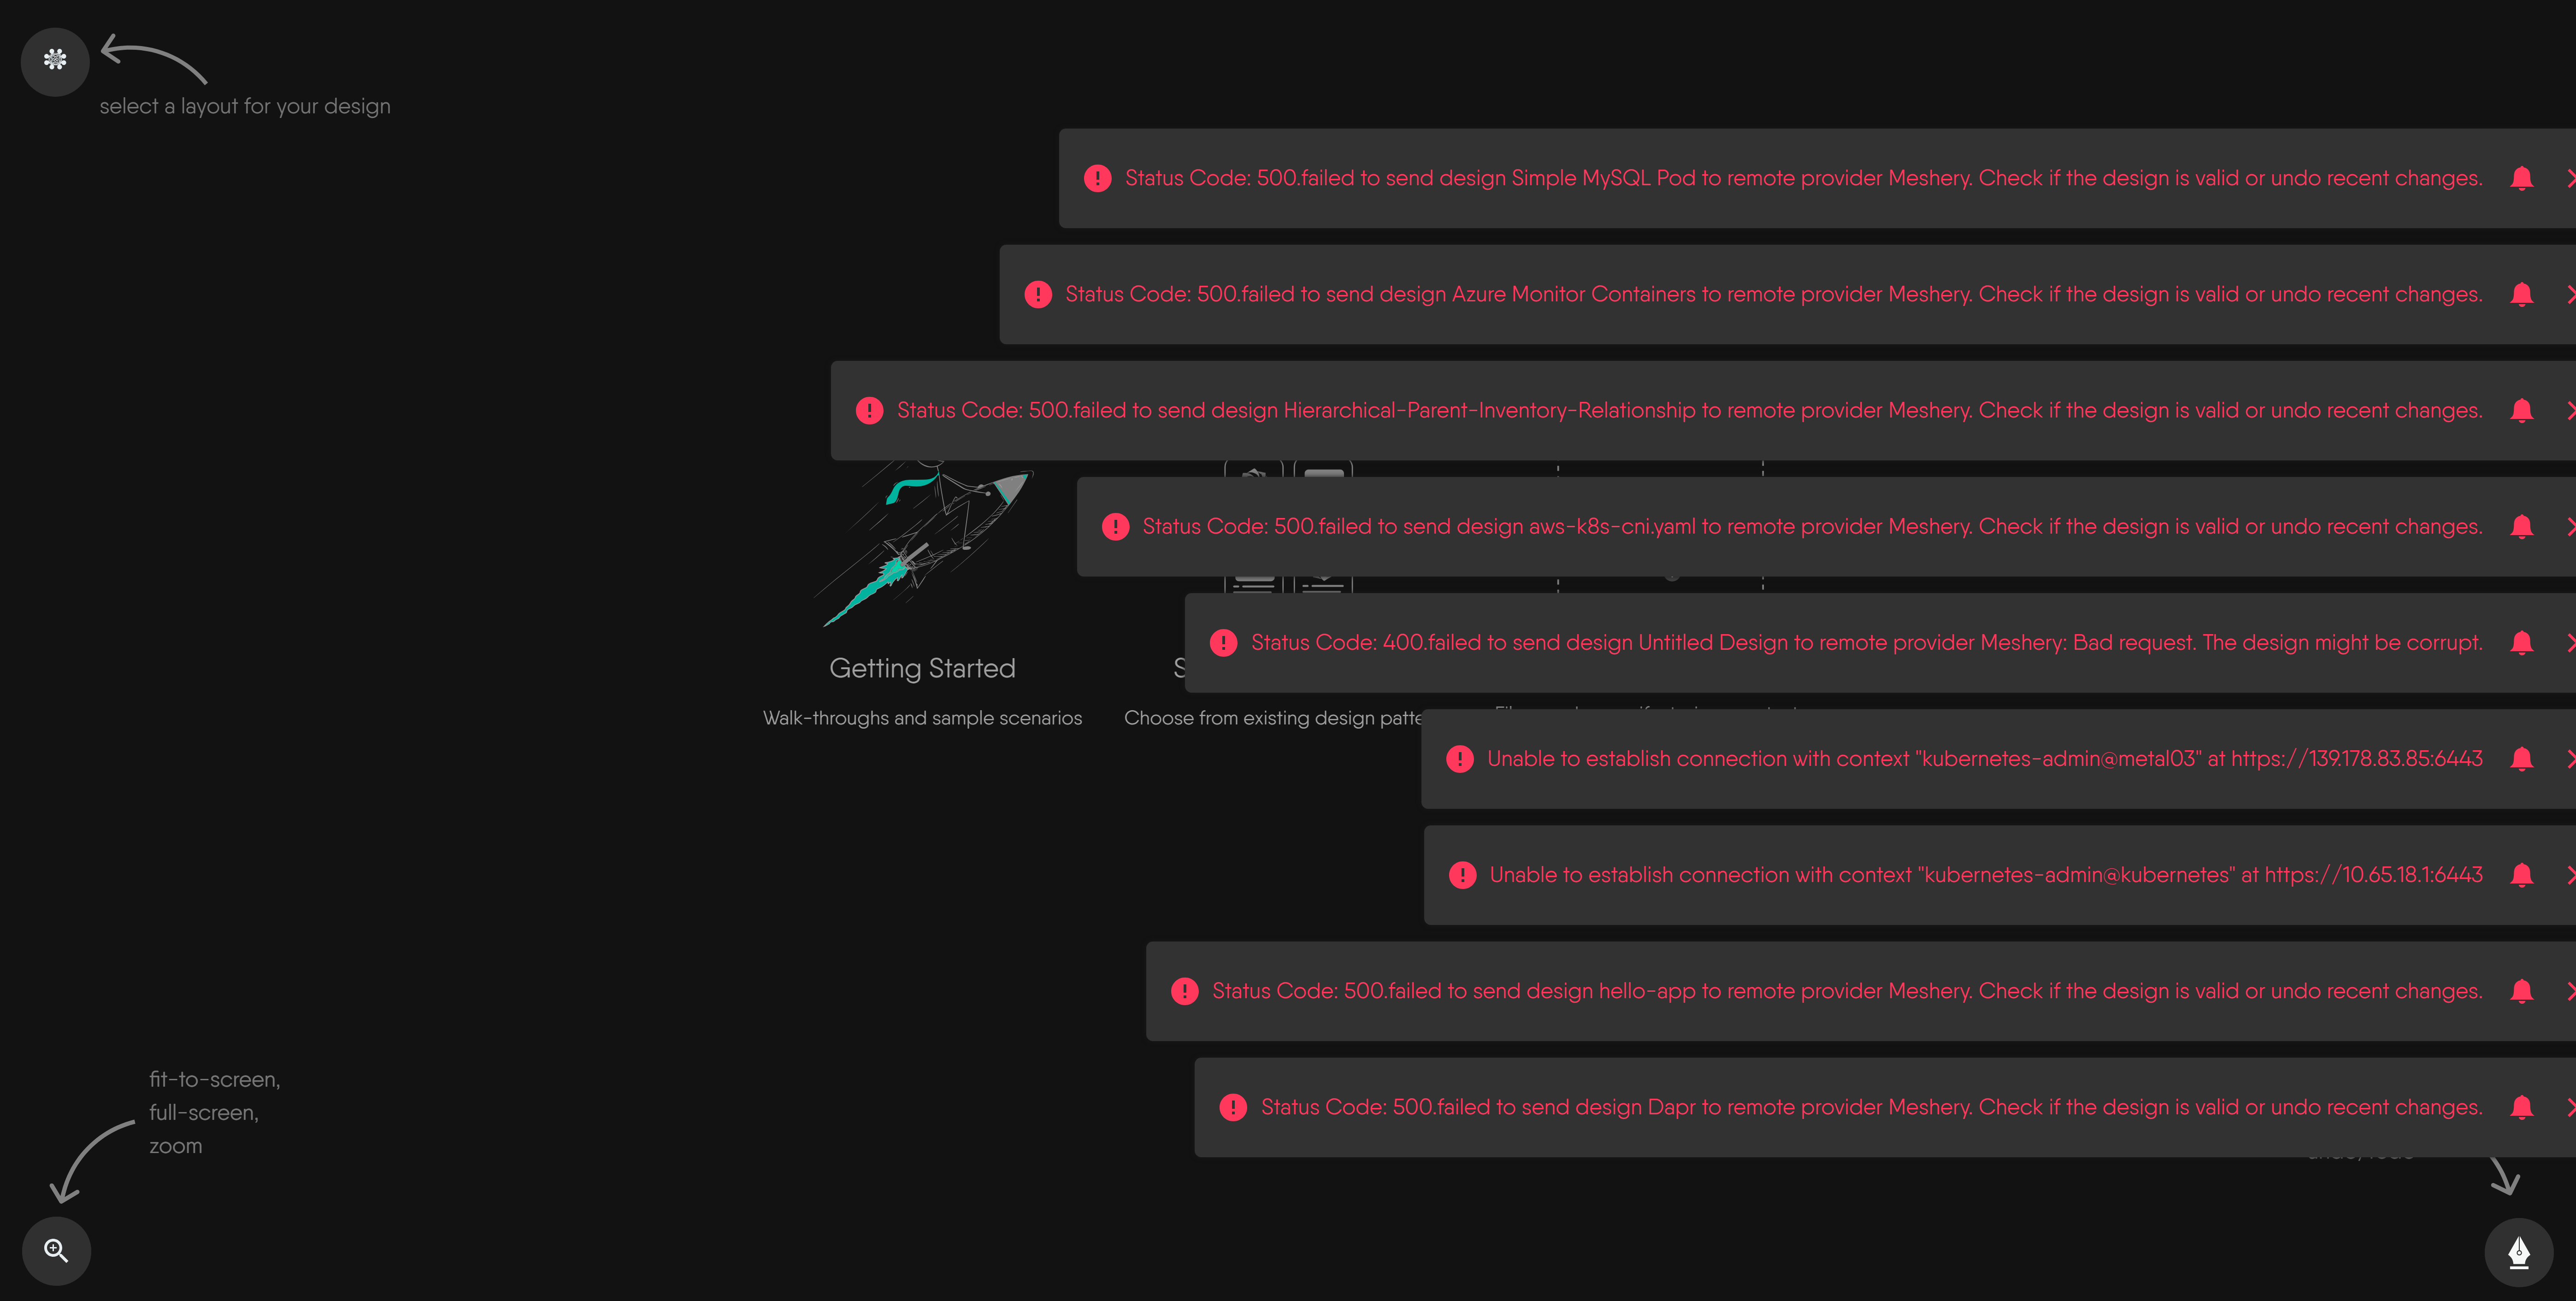 select a layout for your design
Status Code: 500.failed to send design Simple MySQL Pod to remote provider Meshery. Check if the design is valid or undo recent changes.
Status Code: 500.failed to send design Azure Monitor Containers to remote provider Meshery. Check if the design is valid or undo recent changes.
Status Code: 500.failed to send design Hierarchical-Parent-Inventory-Relationship to remote provider Meshery. Check if the design is valid or undo recent changes.
Status Code: 500.failed to send design aws-k8s-cni.yaml to remote provider Meshery. Check if the design is valid or undo recent changes.
Status Code: 400.failed to send design Untitled Design to remote provider Meshery: Bad request. The design might be corrupt.
Getting Started
Walk-throughs and sample scenarios
Choose from existing design
Unable to establish connection with context "kubernetes-admin@metal03" at https://139.178.83.85:6443
Unable to establish connection with context "kubernetes-admin@kubernetes" at https://10.65.18.1:6443
Status Code: 500.failed to send design hello-app to remote provider Meshery. Check if the design is valid or undo recent changes.
Status Code: 500.failed to send design Dapr to remote provider Meshery. Check if the design is valid or undo recent changes.
fit-to-screen,
full-screen,
zoom